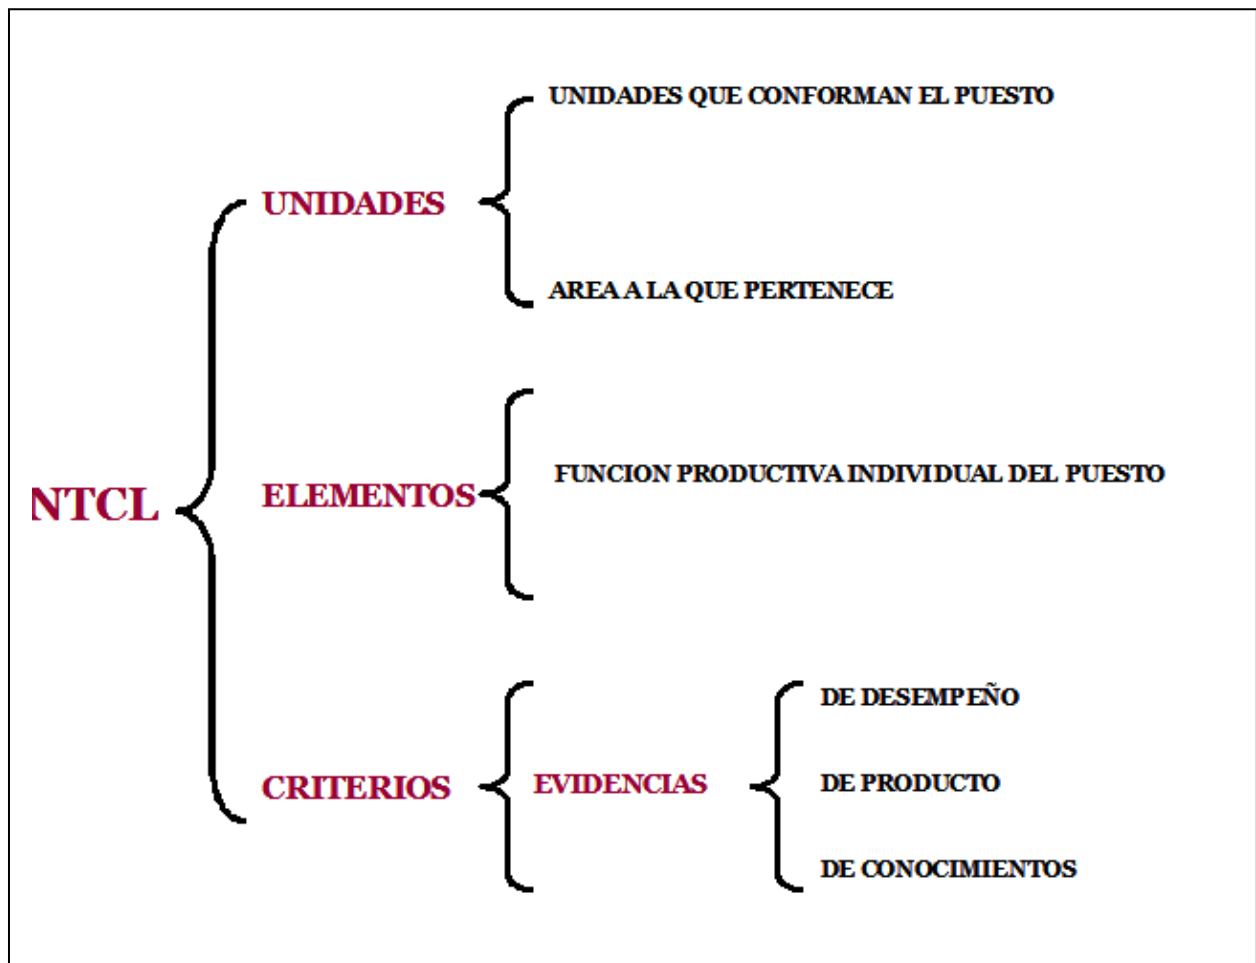 UNIDADES QUE CONFORMAN EL PUESTO
UNIDADES
AREA A LA QUE PERTENECE
FUNCION PRODUCTIVA INDIVIDUAL DEL PUESTO
NTCL
ELEMENTOS
DE DESEMPEÑO
CRITERIOS
EVIDENCIAS
DE PRODUCTO
DE CONOCIMIENTOS